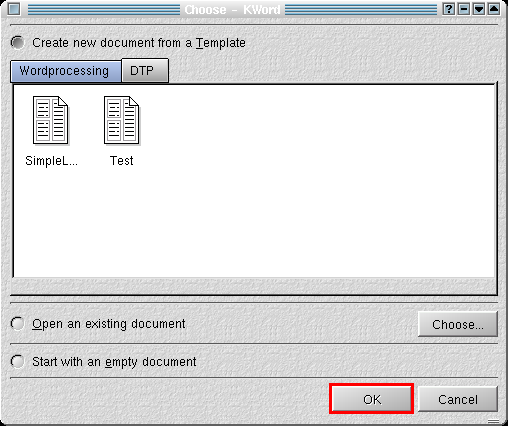 Choose - KWord
Create new document from a Template
Wordprocessing DTP
SimpleL... Test
Open an existing document Choose...
Start with an empty document
OK Cancel